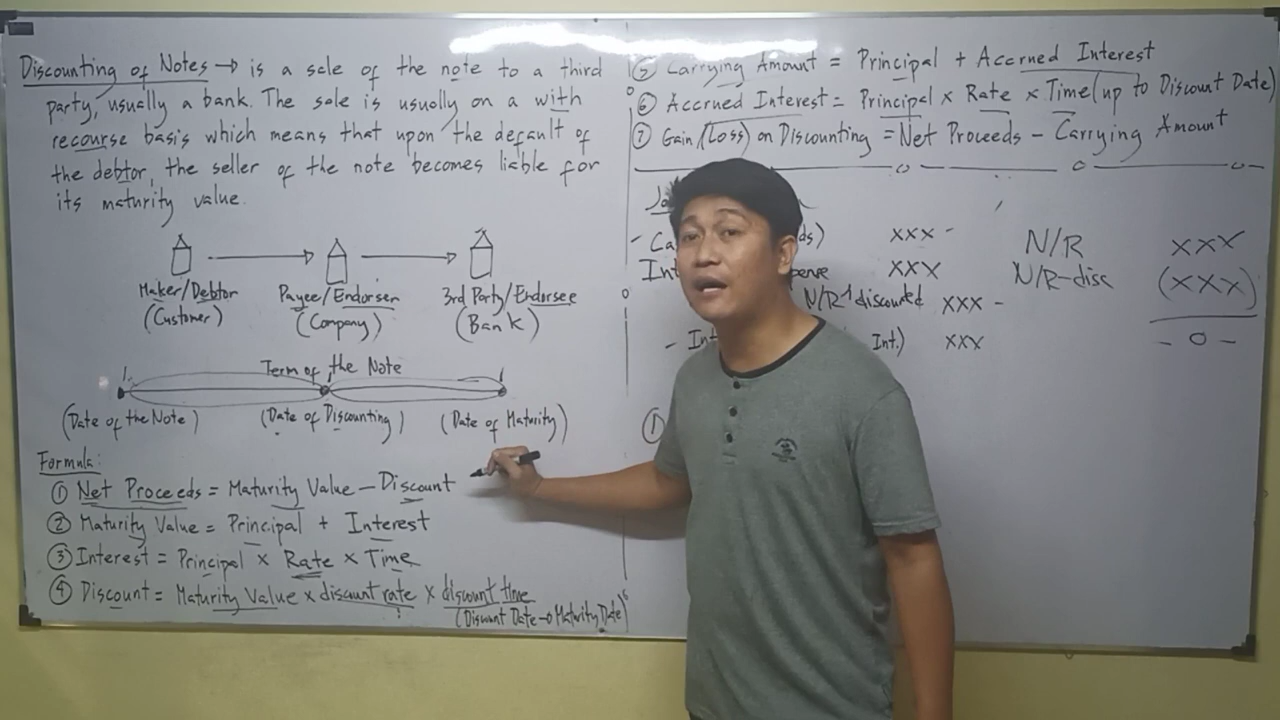 Discounting of Notes → is a sale of the note to a third
party, usually a bank. The sale is usually on a with
recourse basis which means that upon the default of
the debtor, the seller of the note becomes liable for
its maturity value.
Maker/Debtor
(Customer)
Payee/Endorser
(Company)
3rd Party/Endorsee
(Bank)
Term of the Note
(Date of the Note)
(Date of Discounting)
(Date of Maturity)
Formula:
① Net Proceeds = Maturity Value - Discount
② Maturity Value = Principal + Interest
③ Interest = Principal x Rate x Time
④ Discount = Maturity Value x discount rate x discount time
(Discount Date → Maturity Date)
⑤ Carrying Amount = Principal + Accrued Interest
⑥ Accrued Interest = Principal x Rate x Time (up to Discount Date)
⑦ Gain/(Loss) on Discounting = Net Proceeds - Carrying Amount
xxx
xxx
N/R discounted xxx
- Int Int.) xxx
①
N/R xxx
N/R-disc (xxx)
- 0 -